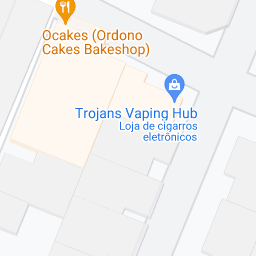 Ocakes (Ordono
Cakes Bakeshop)
Trojans Vaping Hub
Loja de cigarros
eletrônicos